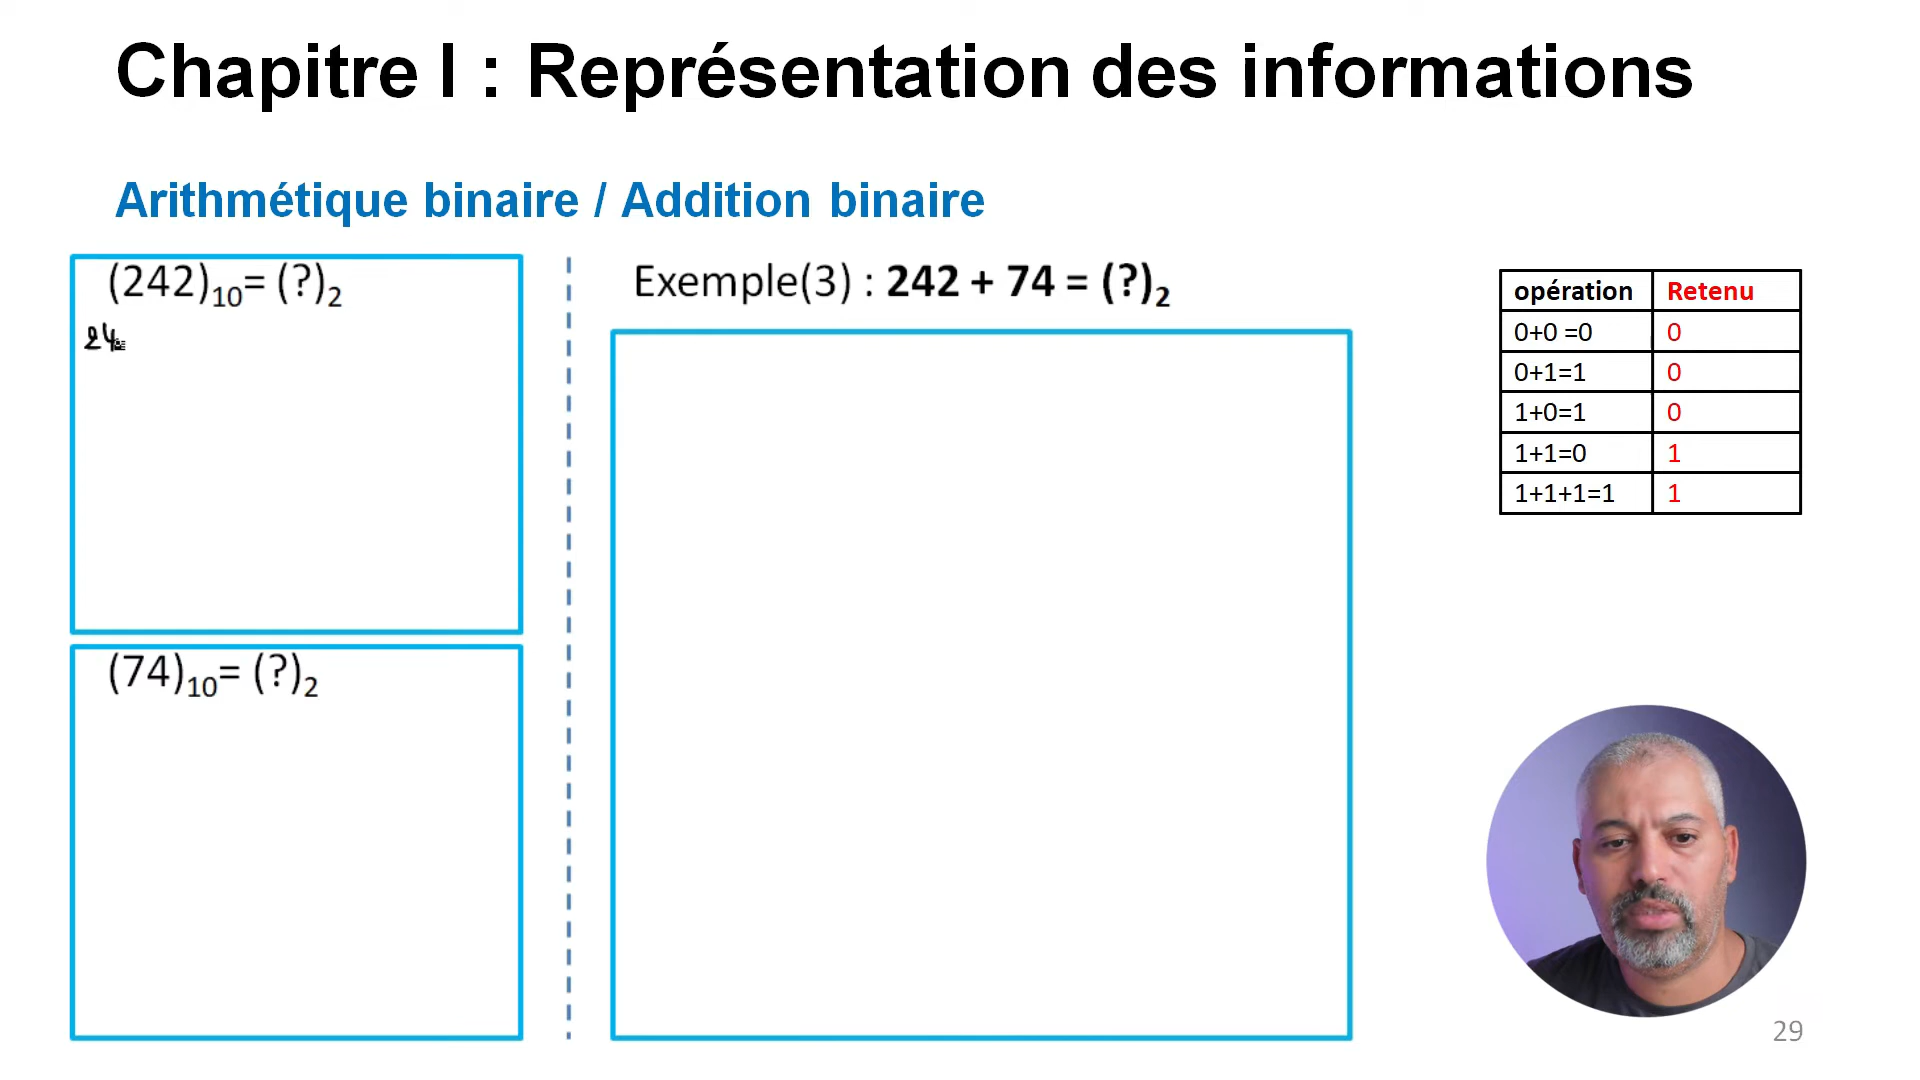 Chapitre I : Représentation des informations
Arithmétique binaire / Addition binaire
(242)10= (?)2
24
(74)10= (?)2
Exemple(3) : 242 + 74 = (?)2
opération Retenu
0+0 =0 0
0+1=1 0
1+0=1 0
1+1=0 1
1+1+1=1 1
29